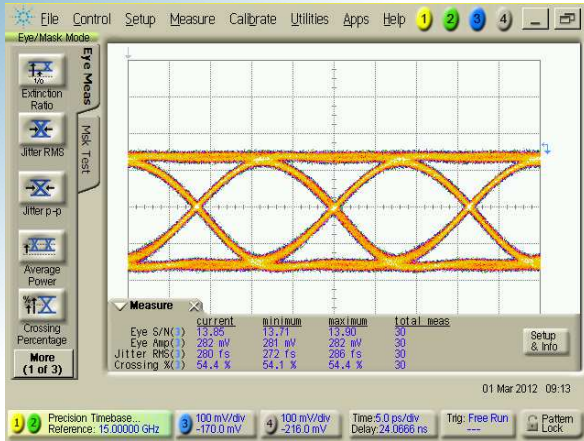 File Control Setup Measure Calibrate Utilities Apps Help 1 2 3 4
Eye/Mask Mode
Eye Meas
Msk Test
1/0
Extinction
Ratio
Jitter RMS
Jitter p-p
Average
Power
%
Crossing
Percentage
More
(1 of 3)
Measure
current minimum maximum total meas
Eye S/N(3) 13.85 13.71 13.90 30
Eye Amp(3) 282 mV 281 mV 282 mV 30
Jitter RMS(3) 280 fs 272 fs 286 fs 30
Crossing %(3) 54.4 % 54.1 % 54.4 % 30
Setup
& Info
01 Mar 2012 09:13
1 2 Precision Timebase...
Reference: 15.00000 GHz
3 100 mV/div
-170.0 mV
4 100 mV/div
-216.0 mV
Time:5.0 ps/div
Delay:24.0666 ns
Trig: Free Run
---
Pattern
Lock